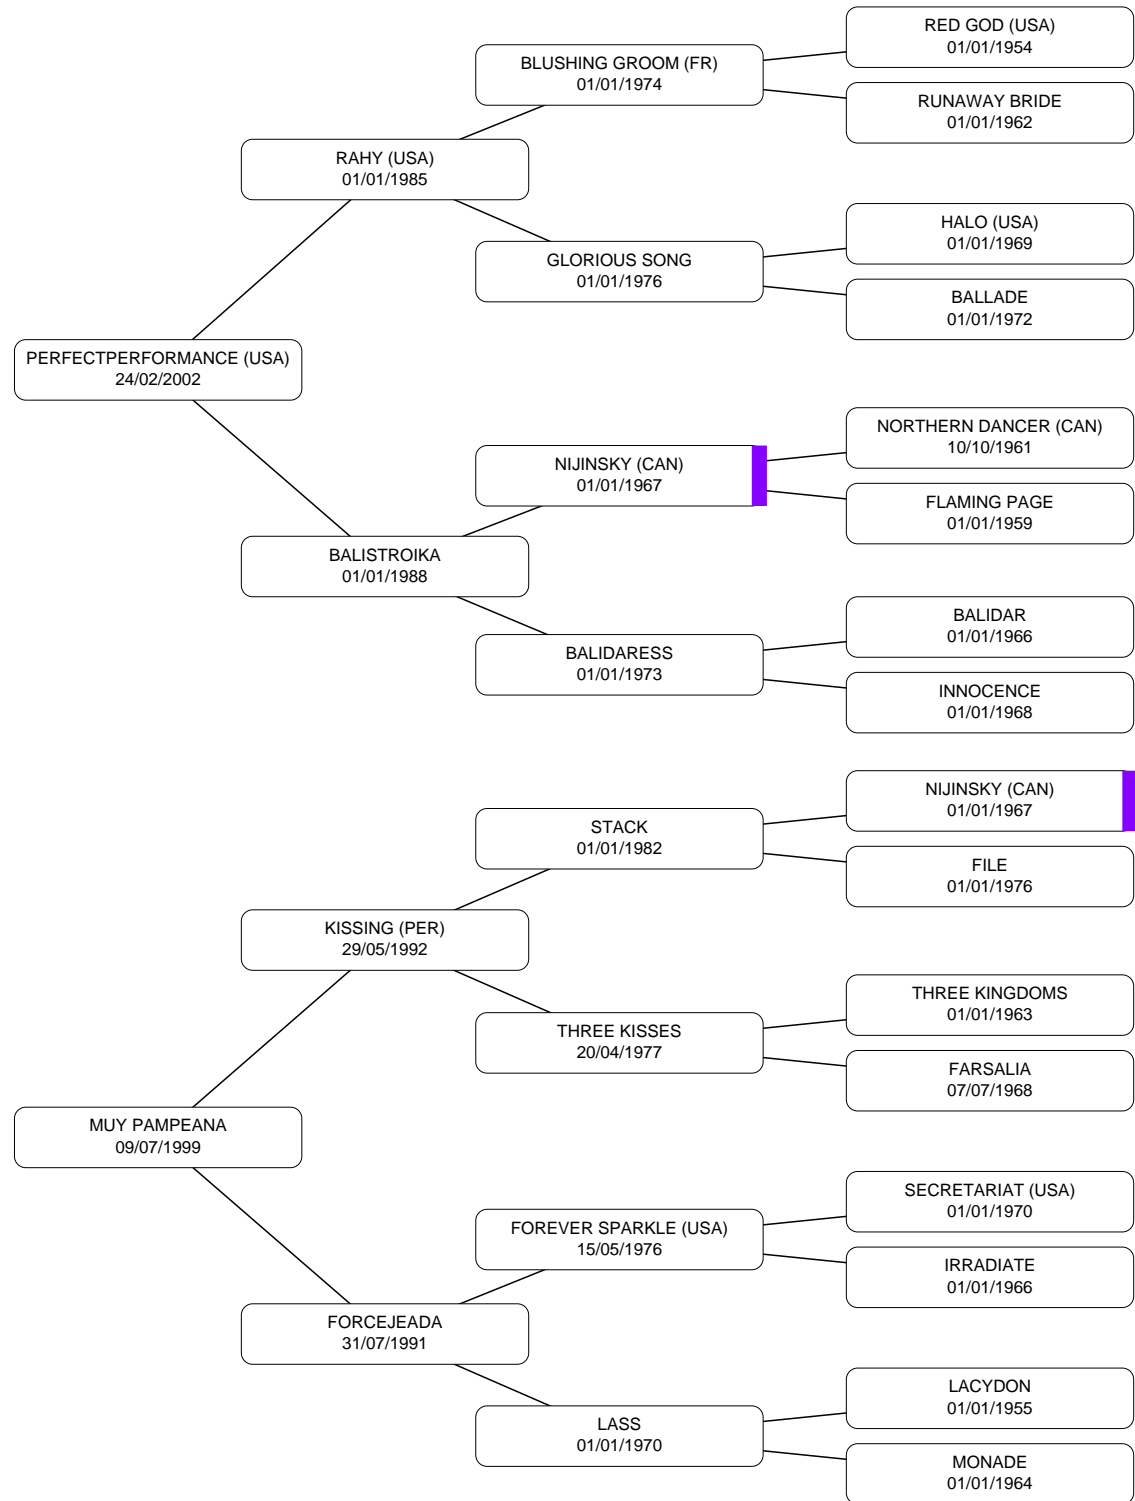 RED GOD (USA)
01/01/1954
BLUSHING GROOM (FR)
01/01/1974
RUNAWAY BRIDE
01/01/1962
RAHY (USA)
01/01/1985
HALO (USA)
01/01/1969
GLORIOUS SONG
01/01/1976
BALLADE
01/01/1972
PERFECTPERFORMANCE (USA)
24/02/2002
NORTHERN DANCER (CAN)
10/10/1961
NIJINSKY (CAN)
01/01/1967
FLAMING PAGE
01/01/1959
BALISTROIKA
01/01/1988
BALIDAR
01/01/1966
BALIDARESS
01/01/1973
INNOCENCE
01/01/1968
NIJINSKY (CAN)
01/01/1967
STACK
01/01/1982
FILE
01/01/1976
KISSING (PER)
29/05/1992
THREE KINGDOMS
01/01/1963
THREE KISSES
20/04/1977
FARSALIA
07/07/1968
MUY PAMPEANA
09/07/1999
SECRETARIAT (USA)
01/01/1970
FOREVER SPARKLE (USA)
15/05/1976
IRRADIATE
01/01/1966
FORCEJEADA
31/07/1991
LACYDON
01/01/1955
LASS
01/01/1970
MONADE
01/01/1964